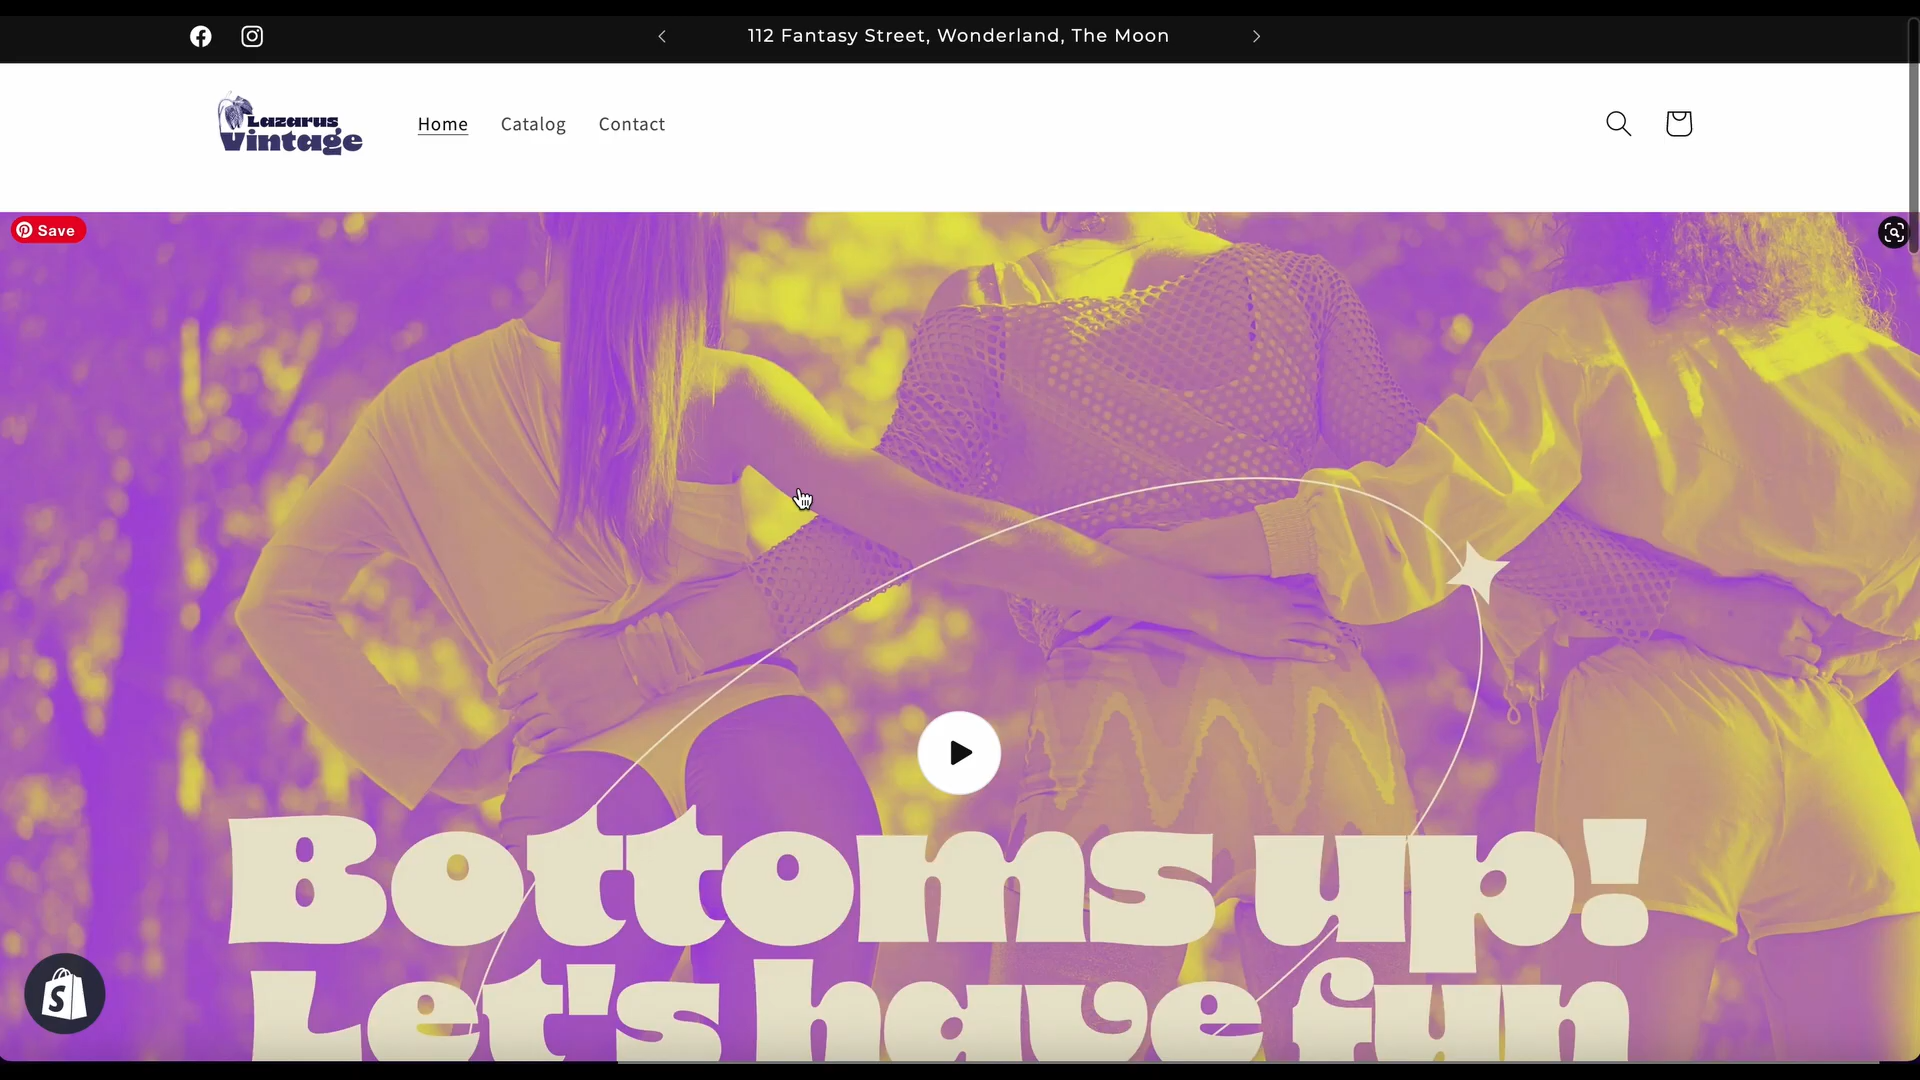 112 Fantasy Street, Wonderland, The Moon
Lazarus
Vintage
Home
Catalog
Contact
Save
Bottoms up!
Let's have fun